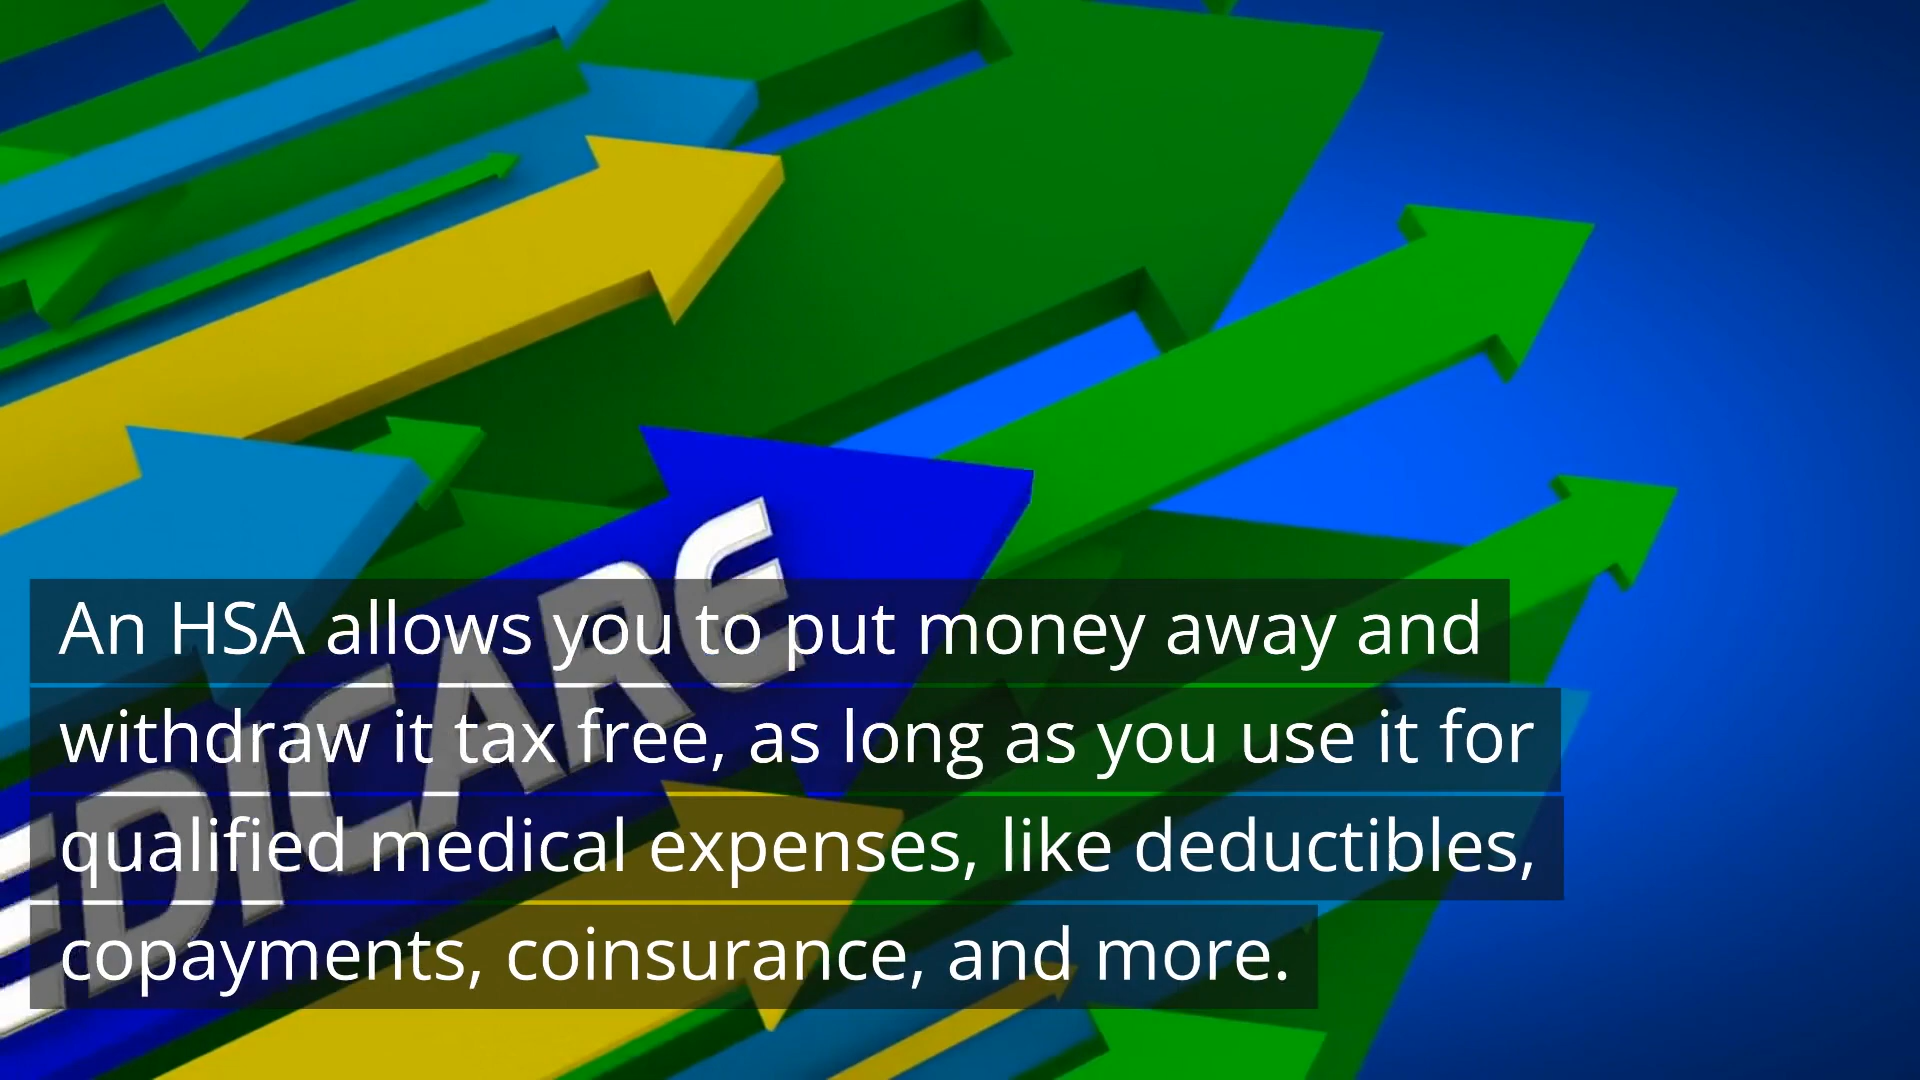 EDICARE
An HSA allows you to put money away and
withdraw it tax free, as long as you use it for
qualified medical expenses, like deductibles,
copayments, coinsurance, and more.